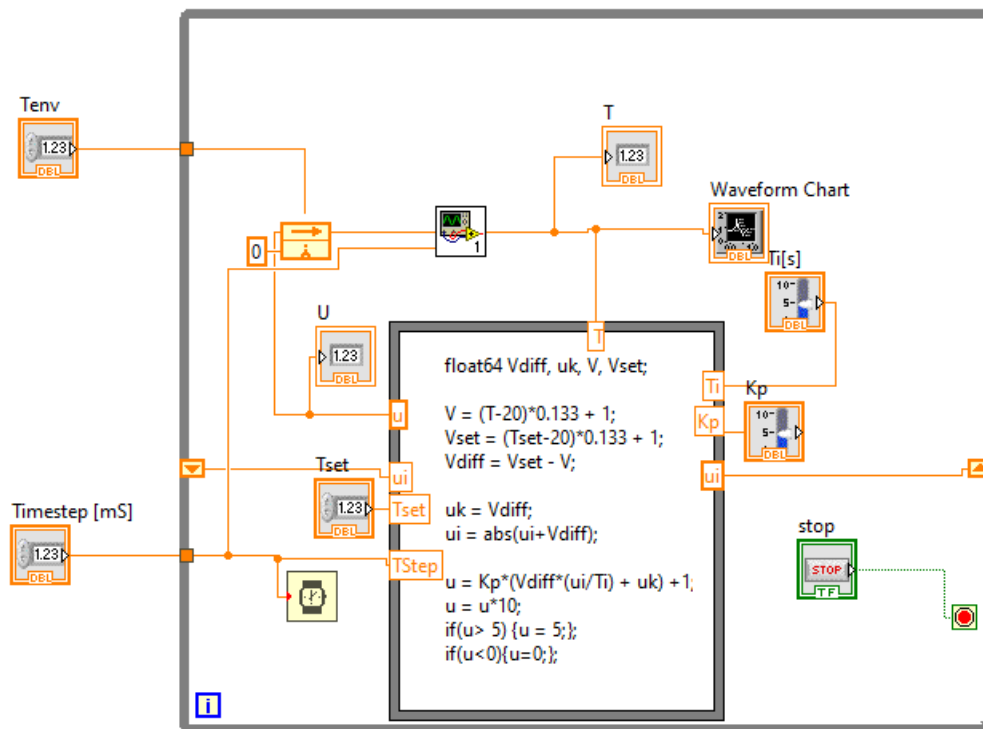 Tenv
1.23
DBL
T
1.23
DBL
Waveform Chart
2
0
00
10
DBL
Ti[s]
10-
5-
DBL
0
i
1
U
1.23
DBL
T
float64 Vdiff, uk, V, Vset;
V = (T-20)*0.133 + 1;
Vset = (Tset-20)*0.133 + 1;
Vdiff = Vset - V;
uk = Vdiff;
ui = abs(ui+Vdiff);
u = Kp*(Vdiff*(ui/Ti) + uk) +1;
u = u*10;
if(u> 5) {u = 5;};
if(u<0){u=0;};
u
ui
Tset
TStep
Ti
Kp
ui
Kp
10-
5-
DBL
Tset
1.23
DBL
Timestep [mS]
1.23
DBL
stop
STOP
TF
i